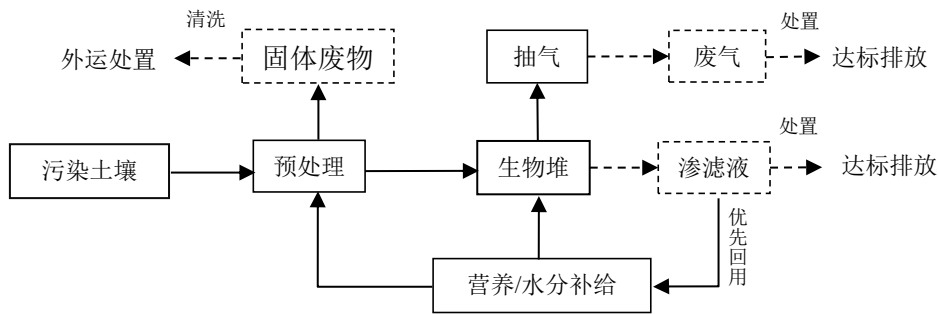 清洗
处置
外运处置
固体废物
抽气
废气
达标排放
处置
污染土壤
预处理
生物堆
渗滤液
达标排放
优先回用
营养/水分补给